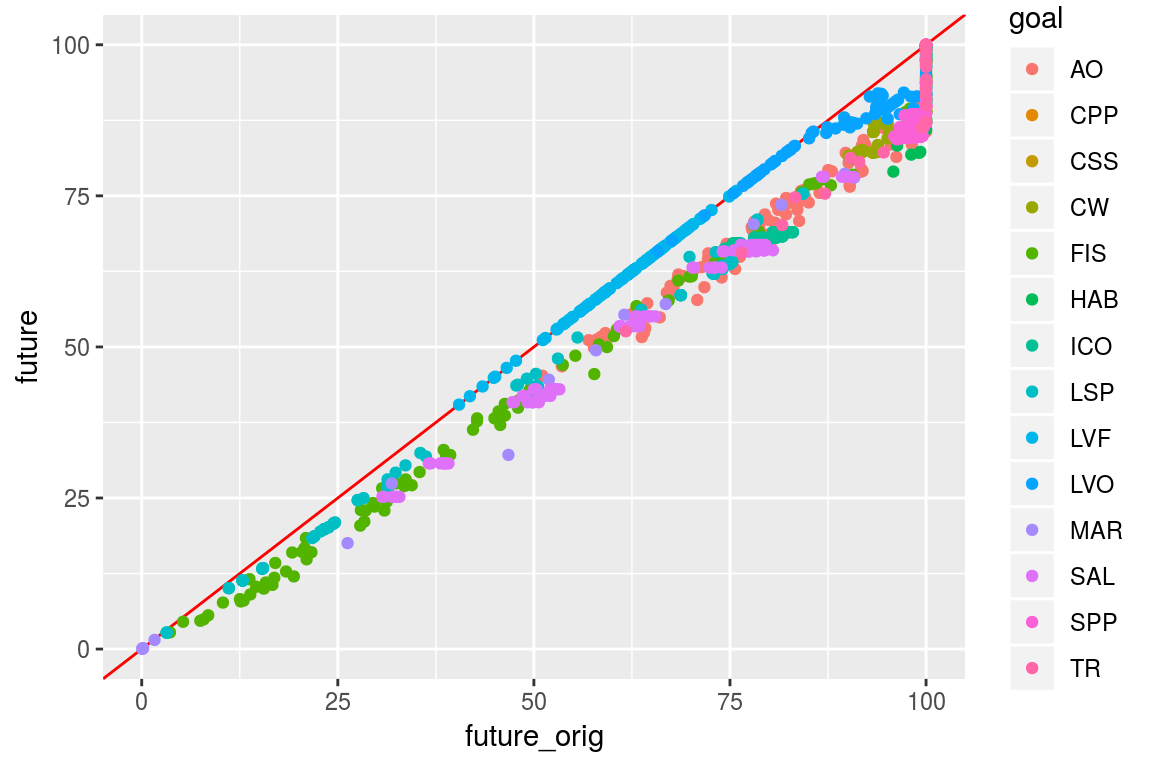 goal
AO
CPP
CSS
CW
FIS
HAB
ICO
LSP
LVF
LVO
MAR
SAL
SPP
TR
future
100
75
50
25
0
0 25 50 75 100
future_orig